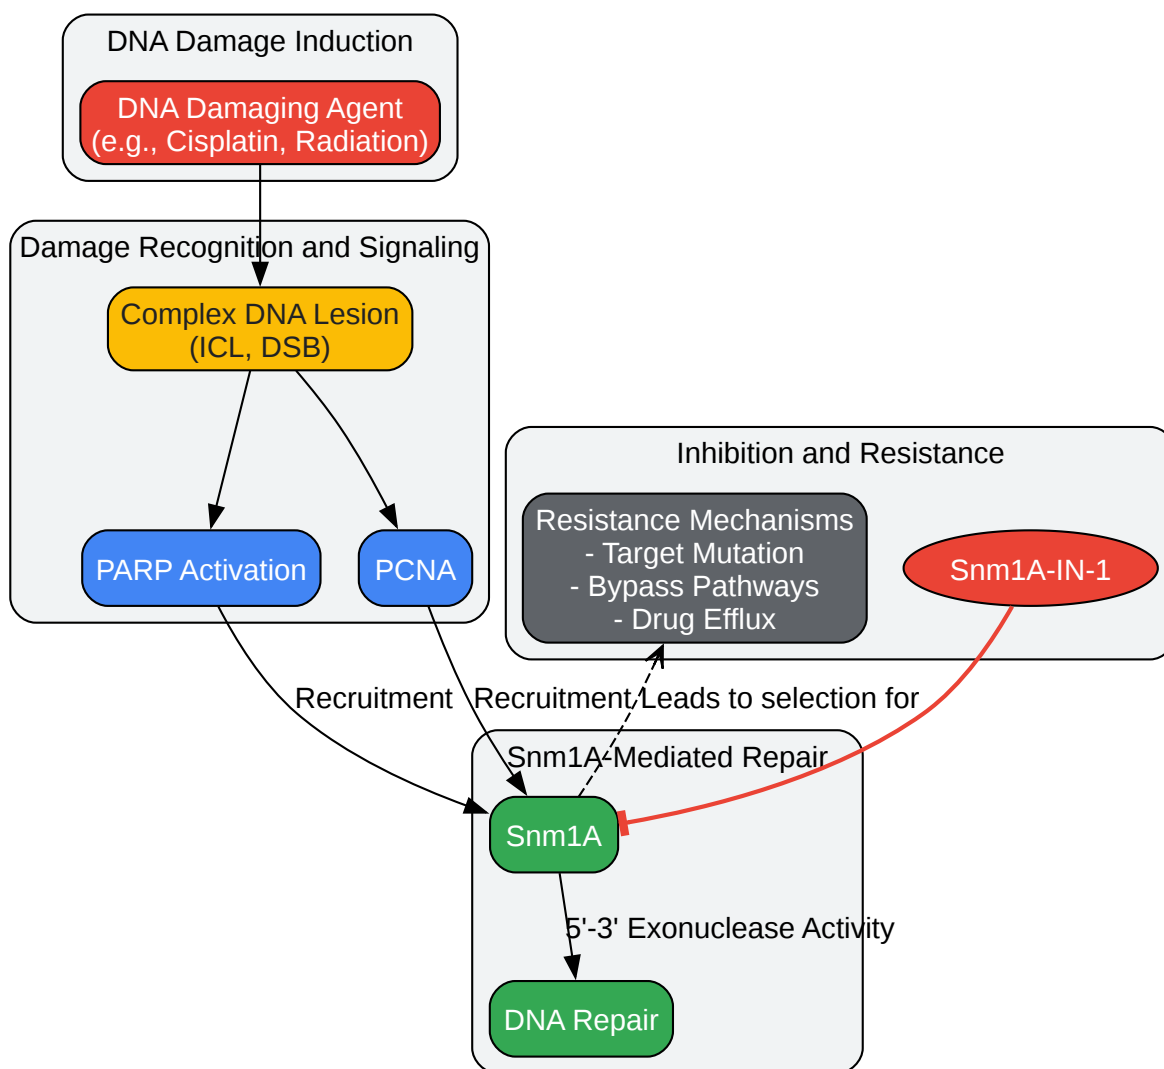 DNA Damage Induction
DNA Damaging Agent
(e.g., Cisplatin, Radiation)
Damage Recognition and Signaling
Complex DNA Lesion
(ICL, DSB)
PARP Activation
PCNA
Inhibition and Resistance
Resistance Mechanisms
- Target Mutation
- Bypass Pathways
- Drug Efflux
Snm1A-IN-1
Recruitment
Recruitment
Leads to selection for
Snm1A-Mediated Repair
Snm1A
5'-3' Exonuclease Activity
DNA Repair